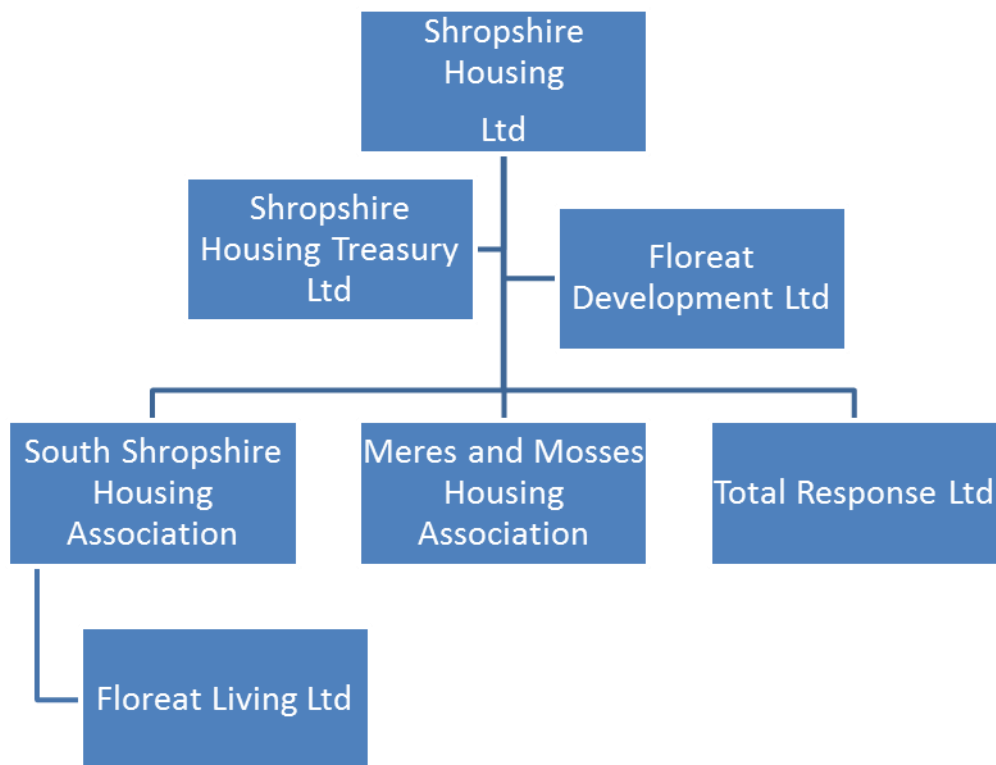 Shropshire
Housing
Ltd
Shropshire
Housing Treasury
Ltd
Floreat
Development Ltd
South Shropshire
Housing
Association
Meres and Mosses
Housing
Association
Total Response Ltd
Floreat Living Ltd